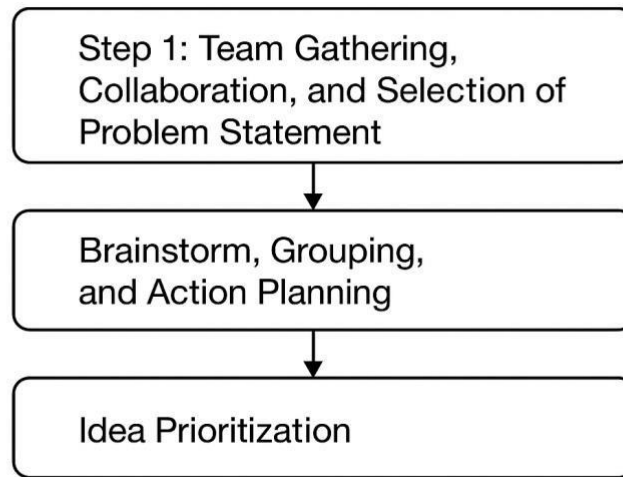 Step 1: Team Gathering,
Collaboration, and Selection of
Problem Statement
Brainstorm, Grouping,
and Action Planning
Idea Prioritization